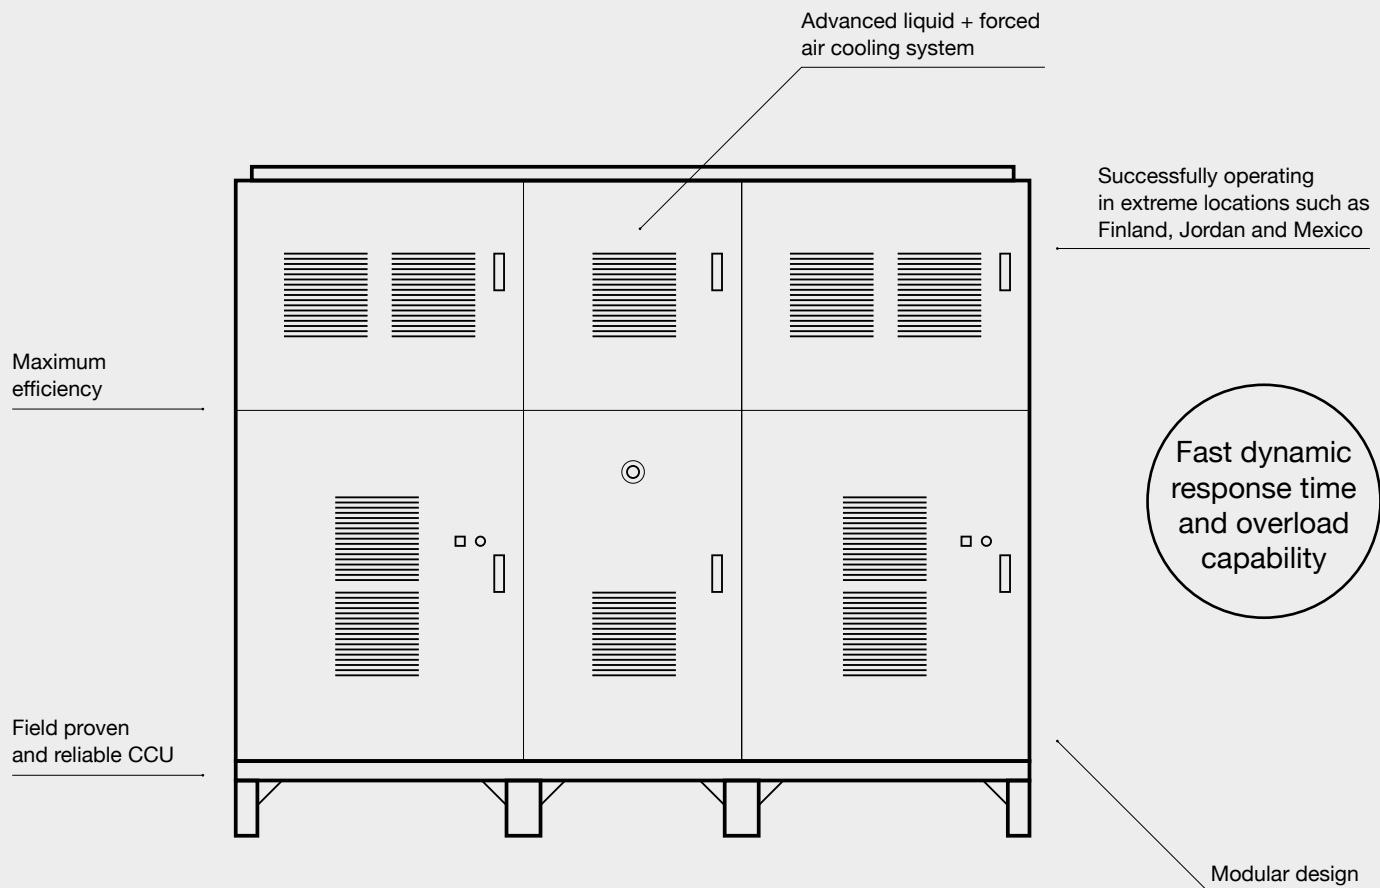 Advanced liquid + forced
air cooling system
Successfully operating
in extreme locations such as
Finland, Jordan and Mexico
Maximum
efficiency
Fast dynamic
response time
and overload
capability
Field proven
and reliable CCU
Modular design